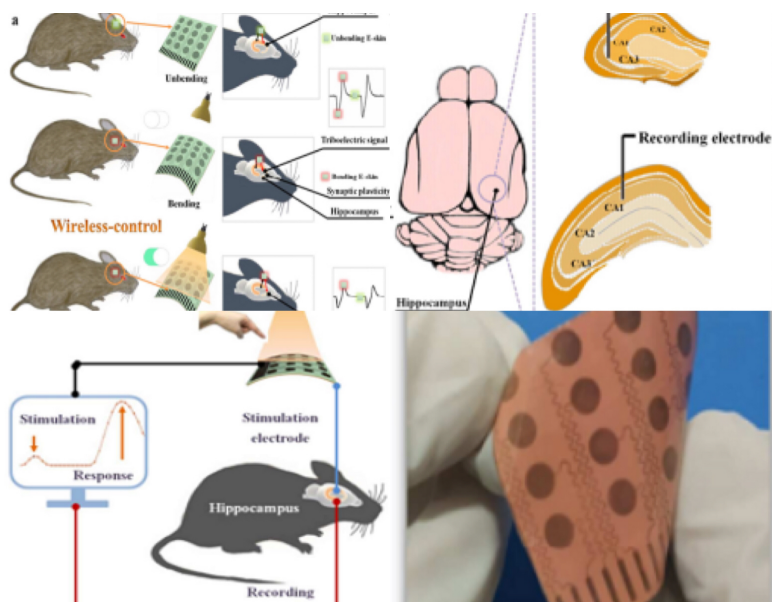 a
Unbending
Unbending E-skin
Triboelectric signal
Bending E-skin
Synaptic plasticity
Bending
Hippocampus
Wireless-control
Hippocampus
CA1
CA2
CA3
Recording electrode
CA1
CA2
CA3
Stimulation
Response
Stimulation
electrode
Hippocampus
Recording